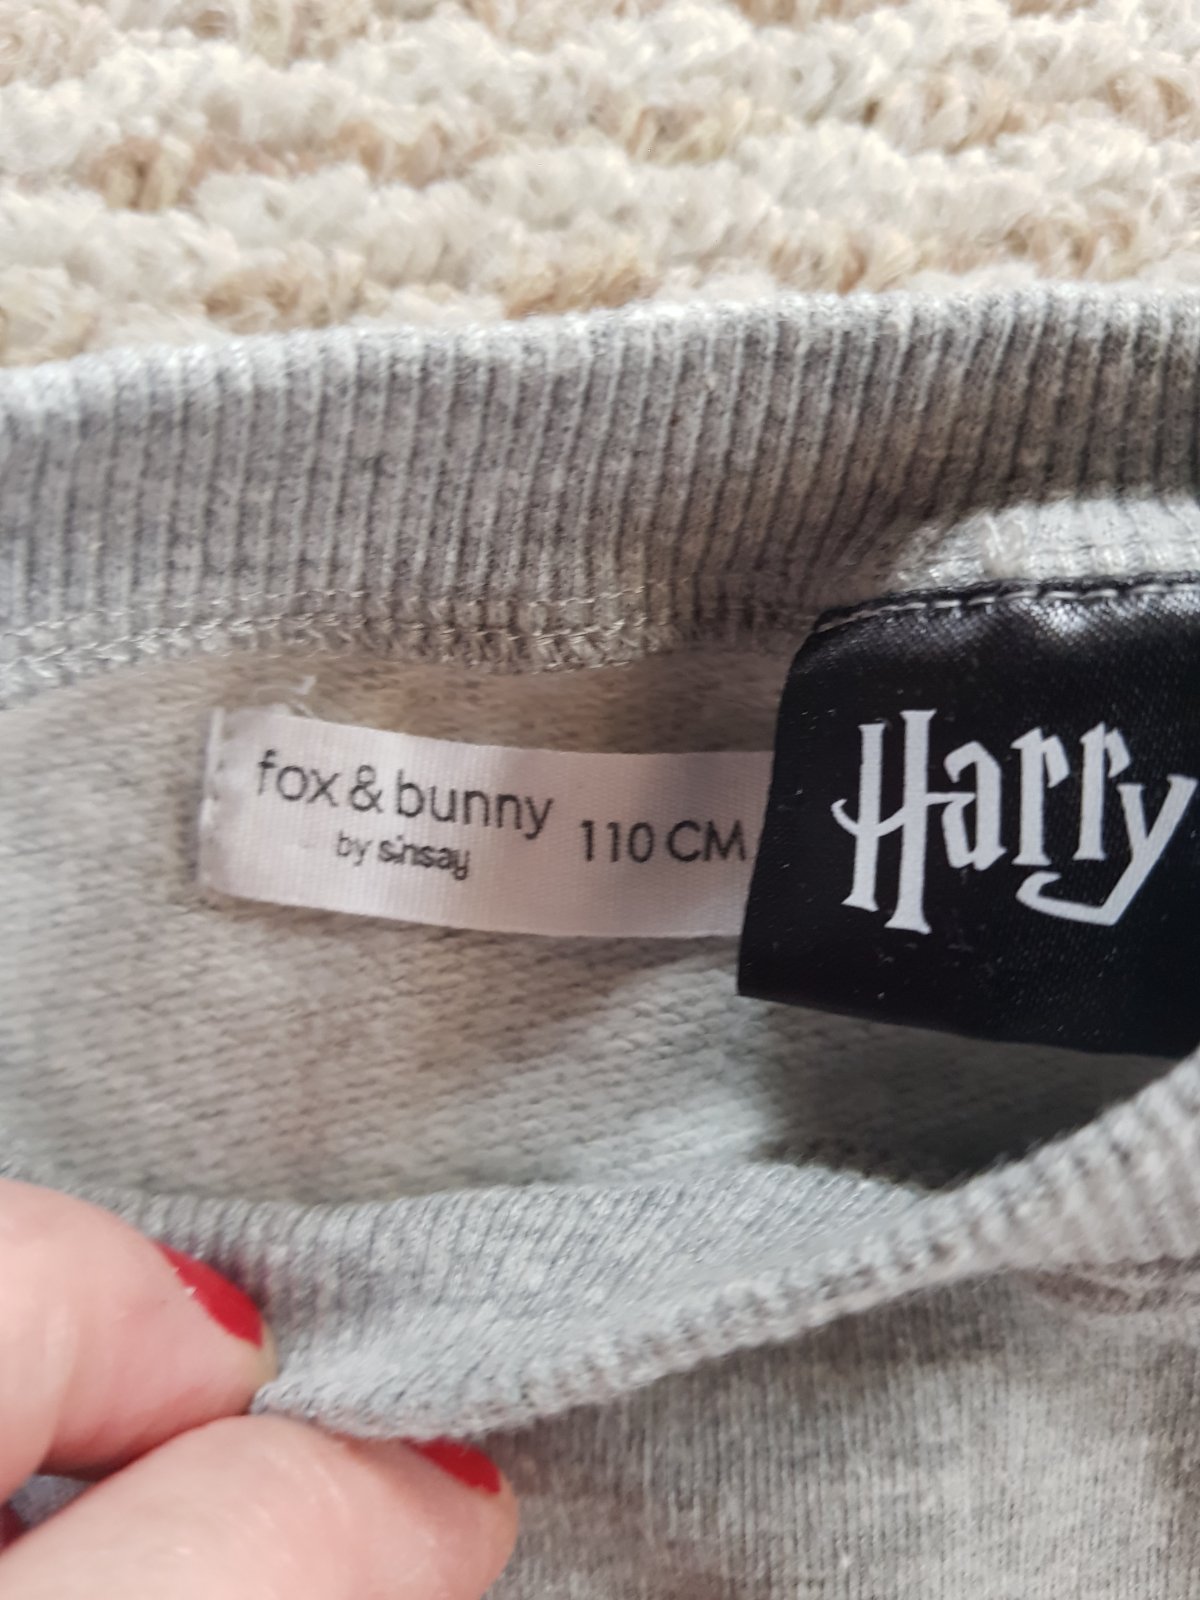 fox & bunny
by sinsay
110 CM
Harry